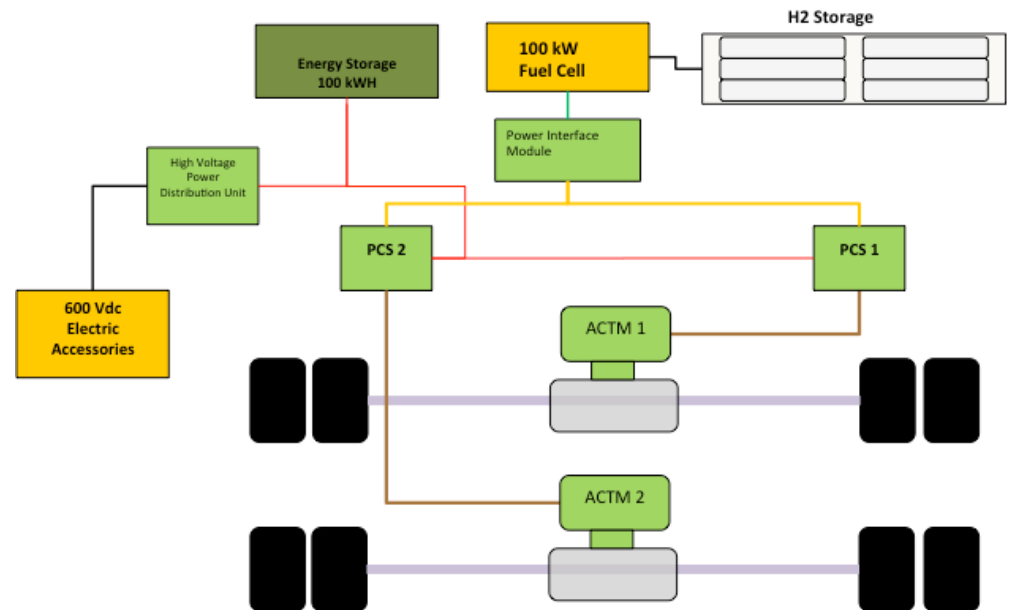 H2 Storage
Energy Storage
100 kWH
100 kW
Fuel Cell
Power Interface
Module
High Voltage
Power
Distribution Unit
PCS 2
PCS 1
600 Vdc
Electric
Accessories
ACTM 1
ACTM 2